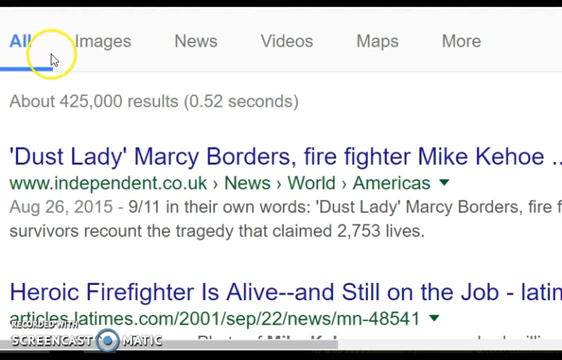 All Images News Videos Maps More
About 425,000 results (0.52 seconds)
'Dust Lady' Marcy Borders, fire fighter Mike Kehoe ...
www.independent.co.uk › News › World › Americas
Aug 26, 2015 - 9/11 in their own words: 'Dust Lady' Marcy Borders, fire f
survivors recount the tragedy that claimed 2,753 lives.
Heroic Firefighter Is Alive--and Still on the Job - latin
articles.latimes.com/2001/sep/22/news/mn-48541
RECORDED WITH
SCREENCAST MATIC